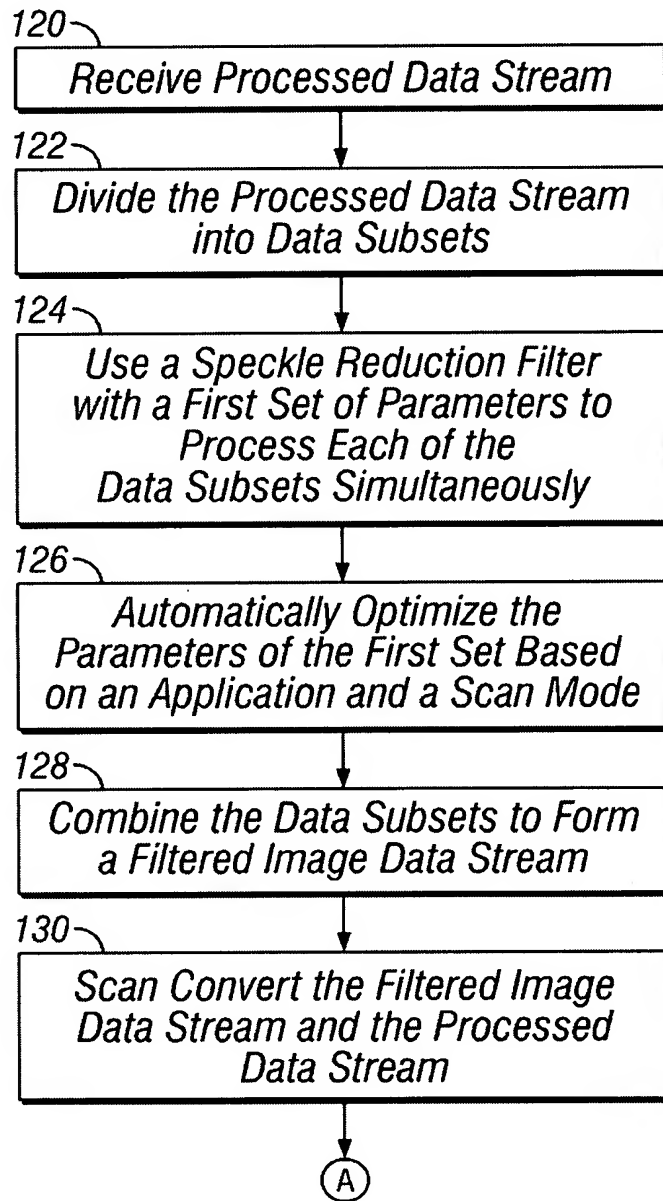 120
Receive Processed Data Stream
122
Divide the Processed Data Stream
into Data Subsets
124
Use a Speckle Reduction Filter
with a First Set of Parameters to
Process Each of the
Data Subsets Simultaneously
126
Automatically Optimize the
Parameters of the First Set Based
on an Application and a Scan Mode
128
Combine the Data Subsets to Form
a Filtered Image Data Stream
130
Scan Convert the Filtered Image
Data Stream and the Processed
Data Stream
A